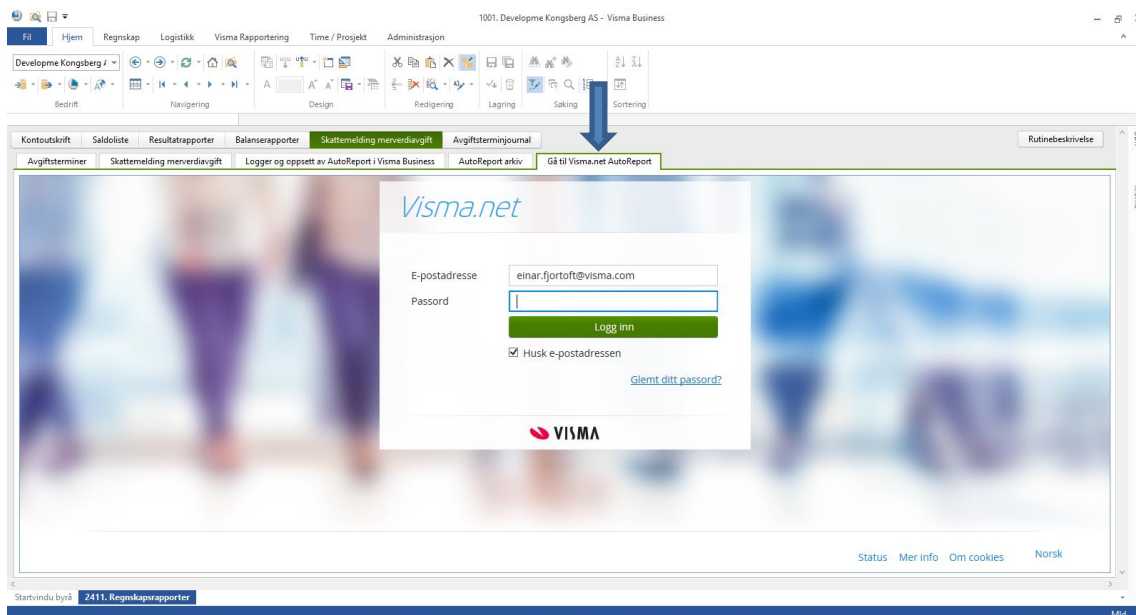 1001. Developme Kongsberg AS - Visma Business
Fil Hjem Regnskap Logistikk Visma Rapportering Time / Prosjekt Administrasjon
Developme Kongsberg A
Bedrift Navigering Design Redigering Lagring Søking Sortering
Kontoutskrift Saldoliste Resultatrapporter Balanserapporter Skattemelding merverdiavgift Avgiftsterminjournal Rutinebeskrivelse
Avgiftsterminer Skattemelding merverdiavgift Logger og oppsett av AutoReport i Visma Business AutoReport arkiv Gå til Visma.net AutoReport
Visma.net
E-postadresse einar.fjortoft@visma.com
Passord
Logg inn
Husk e-postadressen
Glemt ditt passord?
VISMA
Status Mer info Om cookies Norsk
Startvindu byrå 2411. Regnskapsrapporter